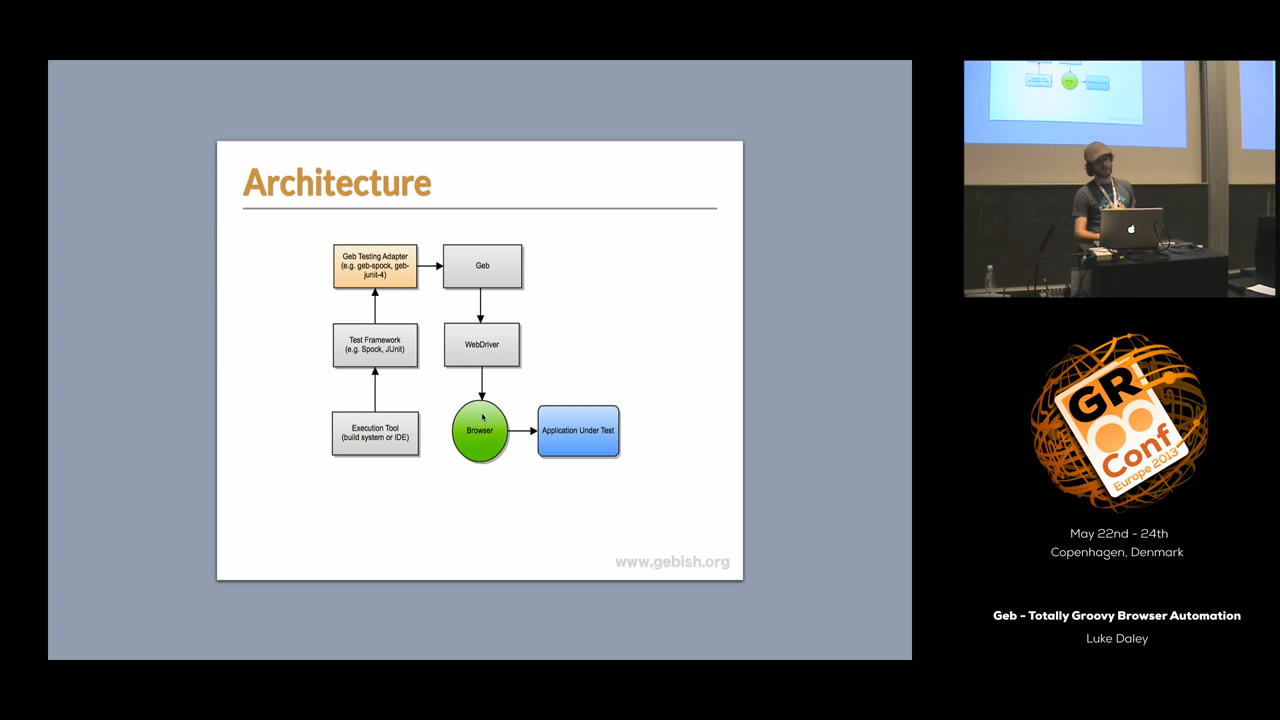 Architecture
Geb Testing Adapter
(e.g. geb-spock, geb-
junit-4)
Geb
Test Framework
(e.g. Spock, JUnit)
WebDriver
Execution Tool
(build system or IDE)
Browser
Application Under Test
www.gebish.org
GR
Conf
Europe 2013
May 22nd - 24th
Copenhagen, Denmark
Geb - Totally Groovy Browser Automation
Luke Daley